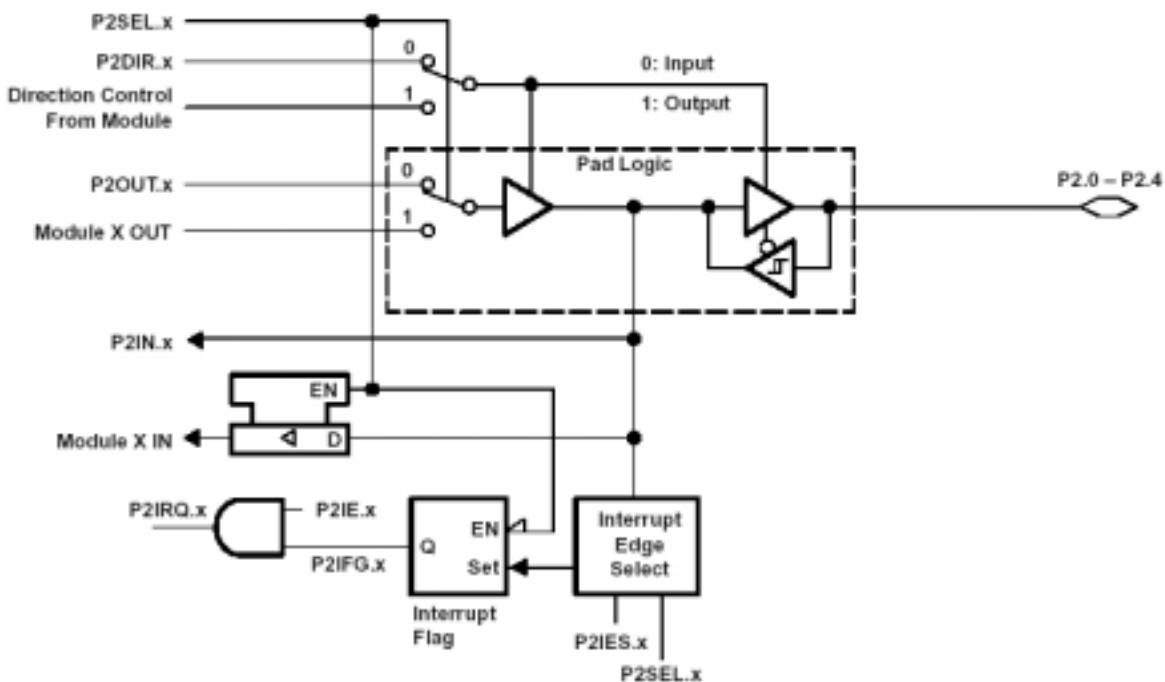 P2SEL.x
0
P2DIR.x
0: Input
1
1: Output
Direction Control
From Module
Pad Logic
0
P2OUT.x
P2.0 – P2.4
1
Module X OUT
P2IN.x
EN
Module X IN
D
P2IRQ.x
P2IE.x
P2IFG.x
Q
EN
Set
Interrupt
Flag
Interrupt
Edge
Select
P2IES.x
P2SEL.x